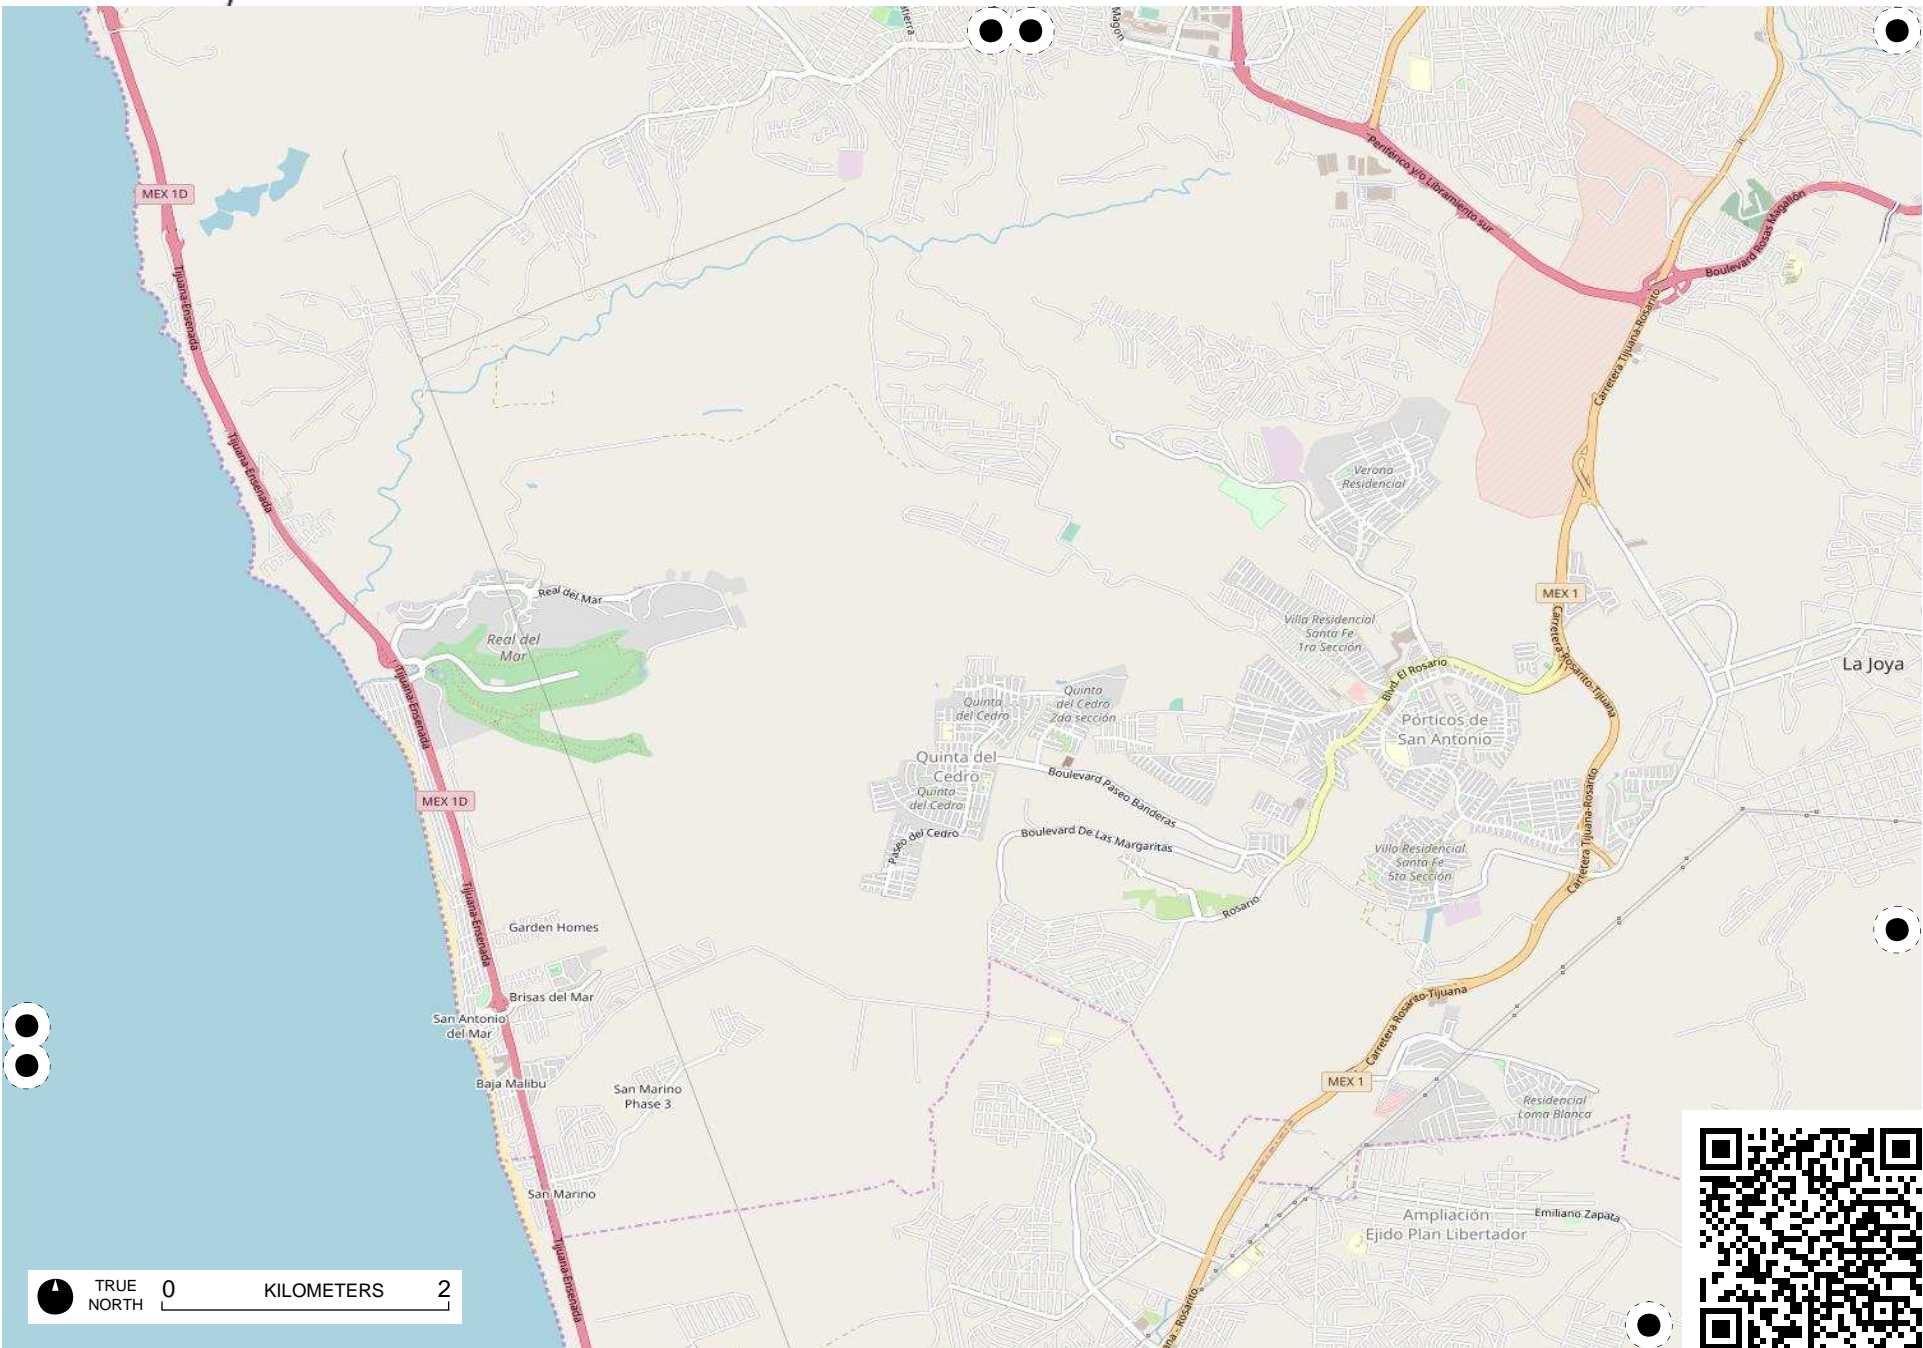 Magon
Periférico y/o Libramiento sur
MEX 1D
Boulevard Rosas Magallón
Tijuana-Ensenada
Carretera Tijuana-Rosarito
Tijuana-Ensenada
Verona
Residencial
MEX 1
Real del Mar
Real del
Mar
Villa Residencial
Santa Fe
1ra Sección
Carretera Rosarito-Tijuana
Blvd. El Rosario
La Joya
Tijuana-Ensenada
Quinta
del Cedro
Quinta
del Cedro
2da sección
Pórticos de
San Antonio
Quinta del
Cedro
Quinta
del Cedro
Boulevard Paseo Banderas
MEX 1D
Carretera Tijuana-Rosarito
Paseo del Cedro
Boulevard De Las Margaritas
Villa Residencial
Santa Fe
5ta Sección
Tijuana-Ensenada
Rosario
Garden Homes
Brisas del Mar
Carretera Rosarito-Tijuana
San Antonio
del Mar
Baja Malibu
San Marino
Phase 3
MEX 1
Residencial
Loma Blanca
San Marino
Ampliación
Ejido Plan Libertador
Emiliano Zapata
Tijuana-Ensenada
TRUE
NORTH
0 KILOMETERS 2